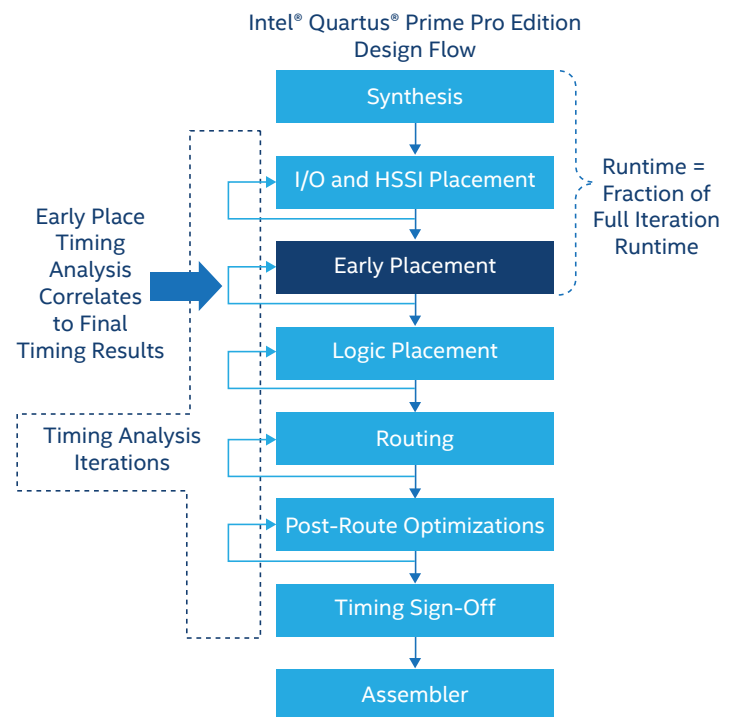 Intel® Quartus® Prime Pro Edition
Design Flow
Synthesis
I/O and HSSI Placement
Runtime =
Fraction of
Full Iteration
Runtime
Early Place
Timing
Analysis
Correlates
to Final
Timing Results
Early Placement
Logic Placement
Timing Analysis
Iterations
Routing
Post-Route Optimizations
Timing Sign-Off
Assembler